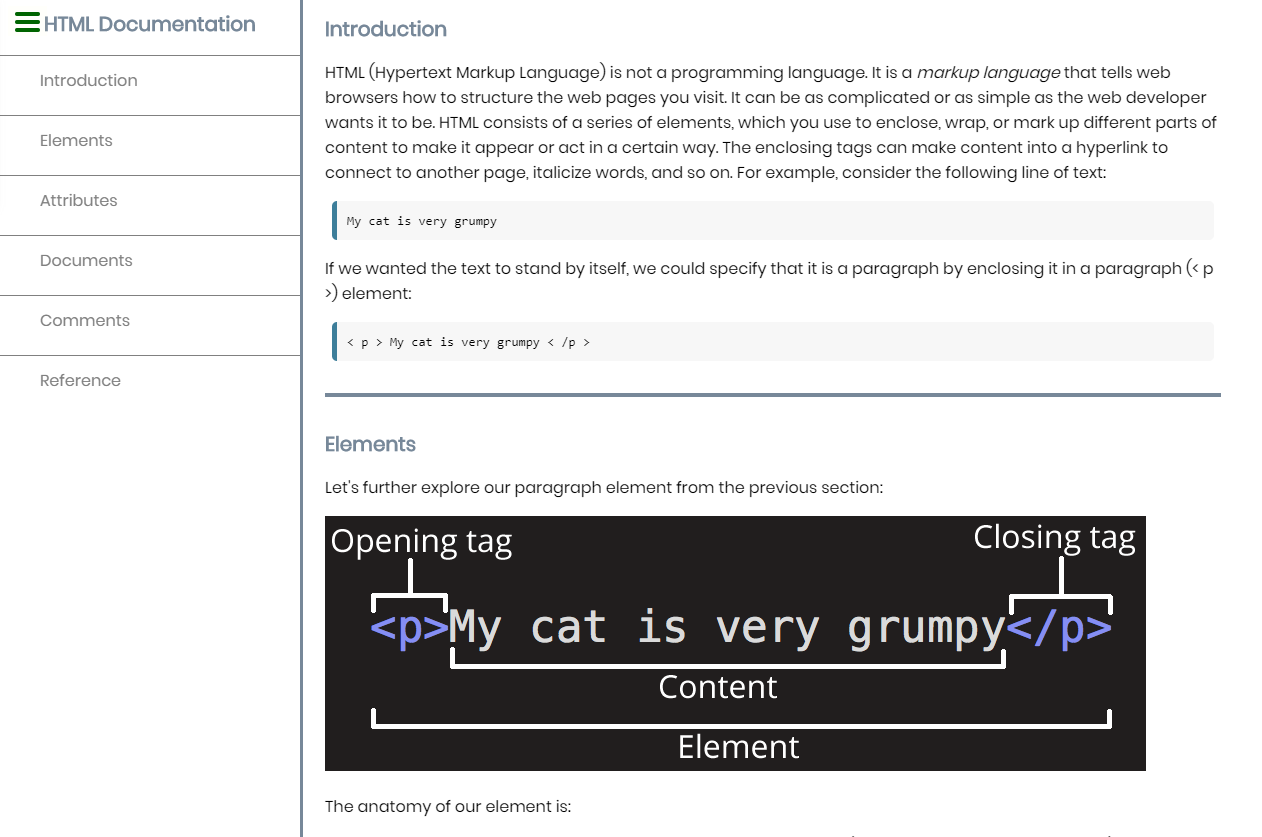 HTML Documentation
Introduction
Elements
Attributes
Documents
Comments
Reference
Introduction
HTML (Hypertext Markup Language) is not a programming language. It is a markup language that tells web
browsers how to structure the web pages you visit. It can be as complicated or as simple as the web developer
wants it to be. HTML consists of a series of elements, which you use to enclose, wrap, or mark up different parts of
content to make it appear or act in a certain way. The enclosing tags can make content into a hyperlink to
connect to another page, italicize words, and so on. For example, consider the following line of text:
My cat is very grumpy
If we wanted the text to stand by itself, we could specify that it is a paragraph by enclosing it in a paragraph (< p
>) element:
< p > My cat is very grumpy < /p >
Elements
Let's further explore our paragraph element from the previous section:
Opening tag
Closing tag
<p>My cat is very grumpy</p>
Content
Element
The anatomy of our element is: